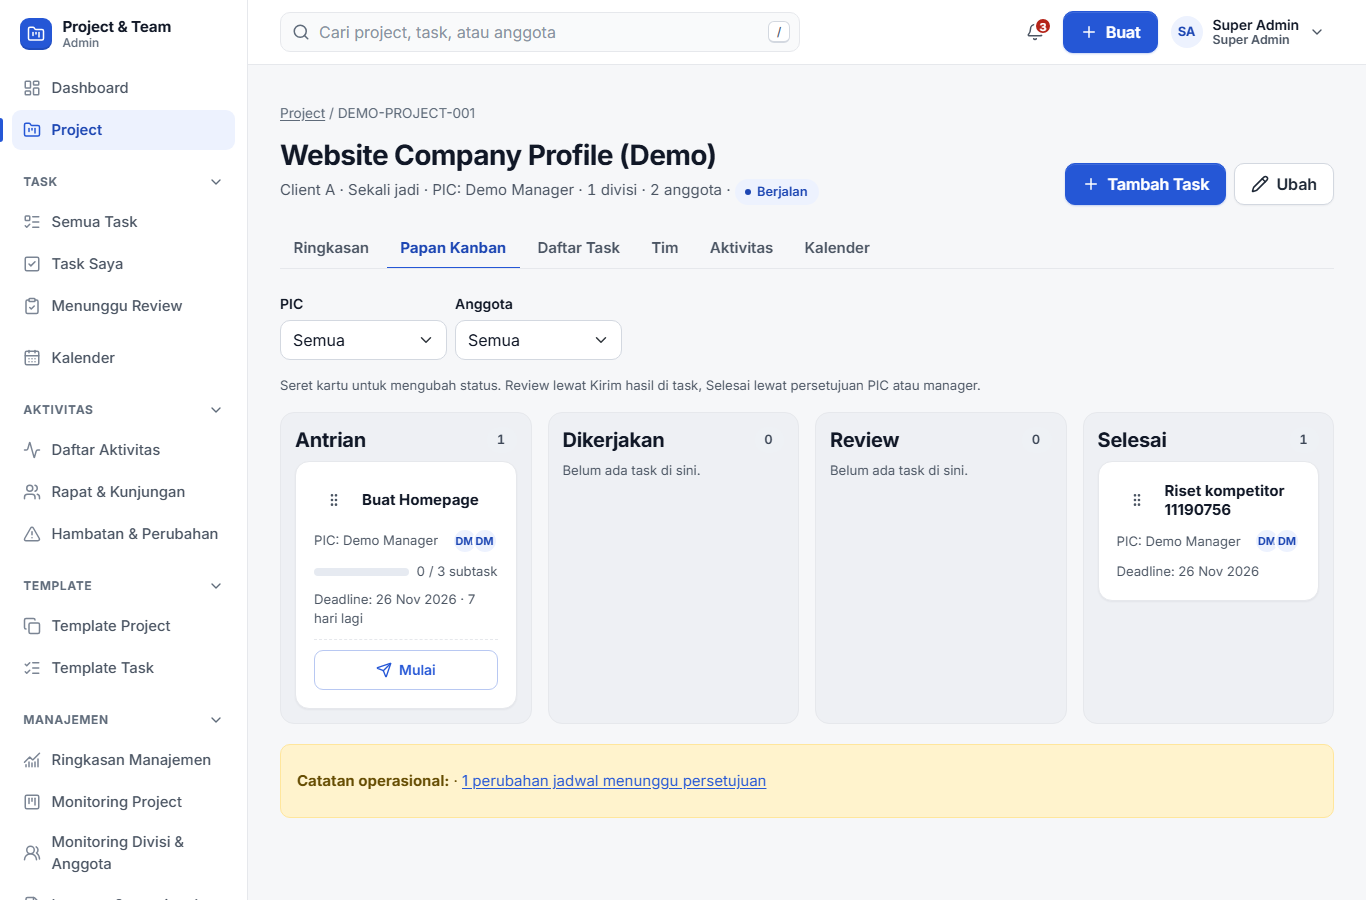 Project & Team
Admin
Dashboard
Project
TASK
Semua Task
Task Saya
Menunggu Review
Kalender
AKTIVITAS
Daftar Aktivitas
Rapat & Kunjungan
Hambatan & Perubahan
TEMPLATE
Template Project
Template Task
MANAJEMEN
Ringkasan Manajemen
Monitoring Project
Monitoring Divisi &
Anggota
Cari project, task, atau anggota
/
3
Buat
SA
Super Admin
Super Admin
Project / DEMO-PROJECT-001
Website Company Profile (Demo)
Client A · Sekali jadi · PIC: Demo Manager · 1 divisi · 2 anggota ·
Berjalan
Tambah Task
Ubah
Ringkasan
Papan Kanban
Daftar Task
Tim
Aktivitas
Kalender
PIC
Semua
Anggota
Semua
Seret kartu untuk mengubah status. Review lewat Kirim hasil di task, Selesai lewat persetujuan PIC atau manager.
Antrian
1
Buat Homepage
PIC: Demo Manager
DM DM
0 / 3 subtask
Deadline: 26 Nov 2026 · 7
hari lagi
Mulai
Dikerjakan
0
Belum ada task di sini.
Review
0
Belum ada task di sini.
Selesai
1
Riset kompetitor
11190756
PIC: Demo Manager
DM DM
Deadline: 26 Nov 2026
Catatan operasional: · 1 perubahan jadwal menunggu persetujuan